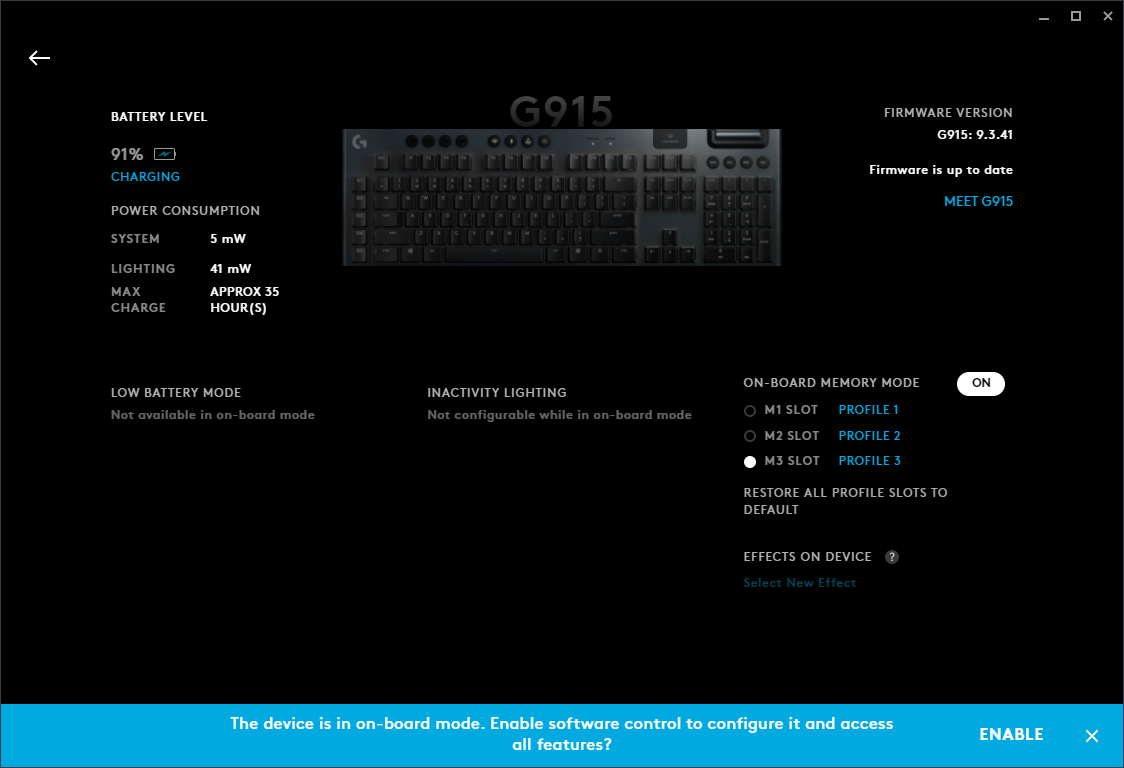 G915
BATTERY LEVEL
91%
CHARGING
POWER CONSUMPTION
SYSTEM 5 mW
LIGHTING 41 mW
MAX CHARGE APPROX 35 HOUR(S)
FIRMWARE VERSION
G915: 9.3.41
Firmware is up to date
MEET G915
LOW BATTERY MODE
Not available in on-board mode
INACTIVITY LIGHTING
Not configurable while in on-board mode
ON-BOARD MEMORY MODE ON
M1 SLOT PROFILE 1
M2 SLOT PROFILE 2
M3 SLOT PROFILE 3
RESTORE ALL PROFILE SLOTS TO
DEFAULT
EFFECTS ON DEVICE ?
Select New Effect
The device is in on-board mode. Enable software control to configure it and access
all features?
ENABLE